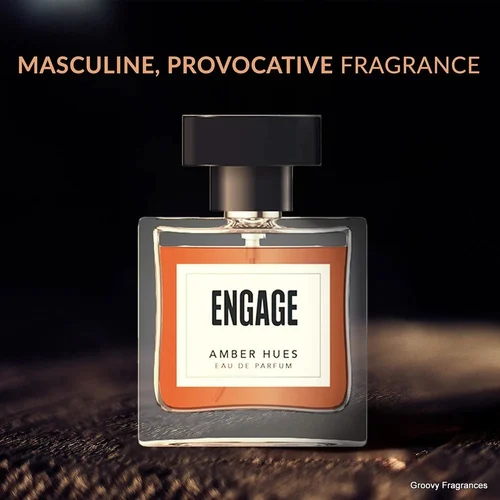 MASCULINE, PROVOCATIVE FRAGRANCE
ENGAGE
AMBER HUES
EAU DE PARFUM
Groovy Fragrances